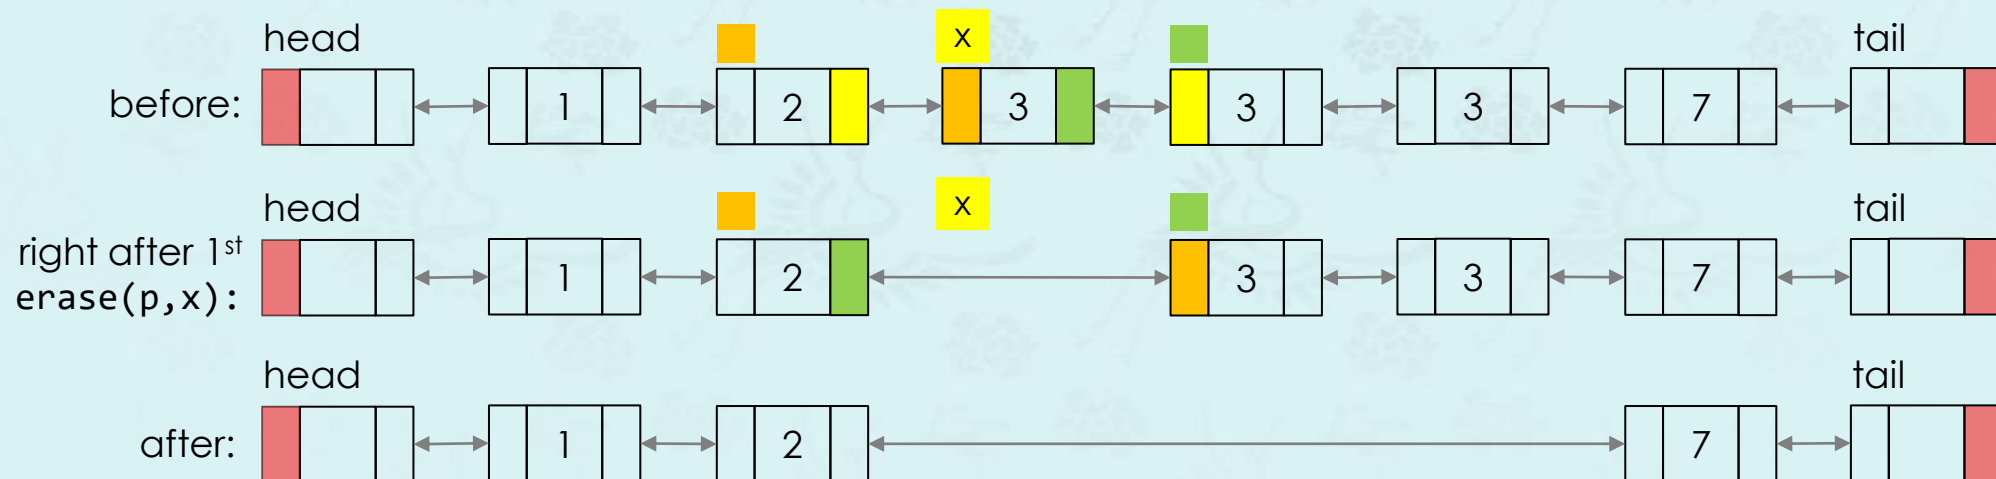 head x tail
before: 1 2 3 3 3 7
head x tail
right after 1st
erase(p,x): 1 2 3 3 7
head tail
after: 1 2 7